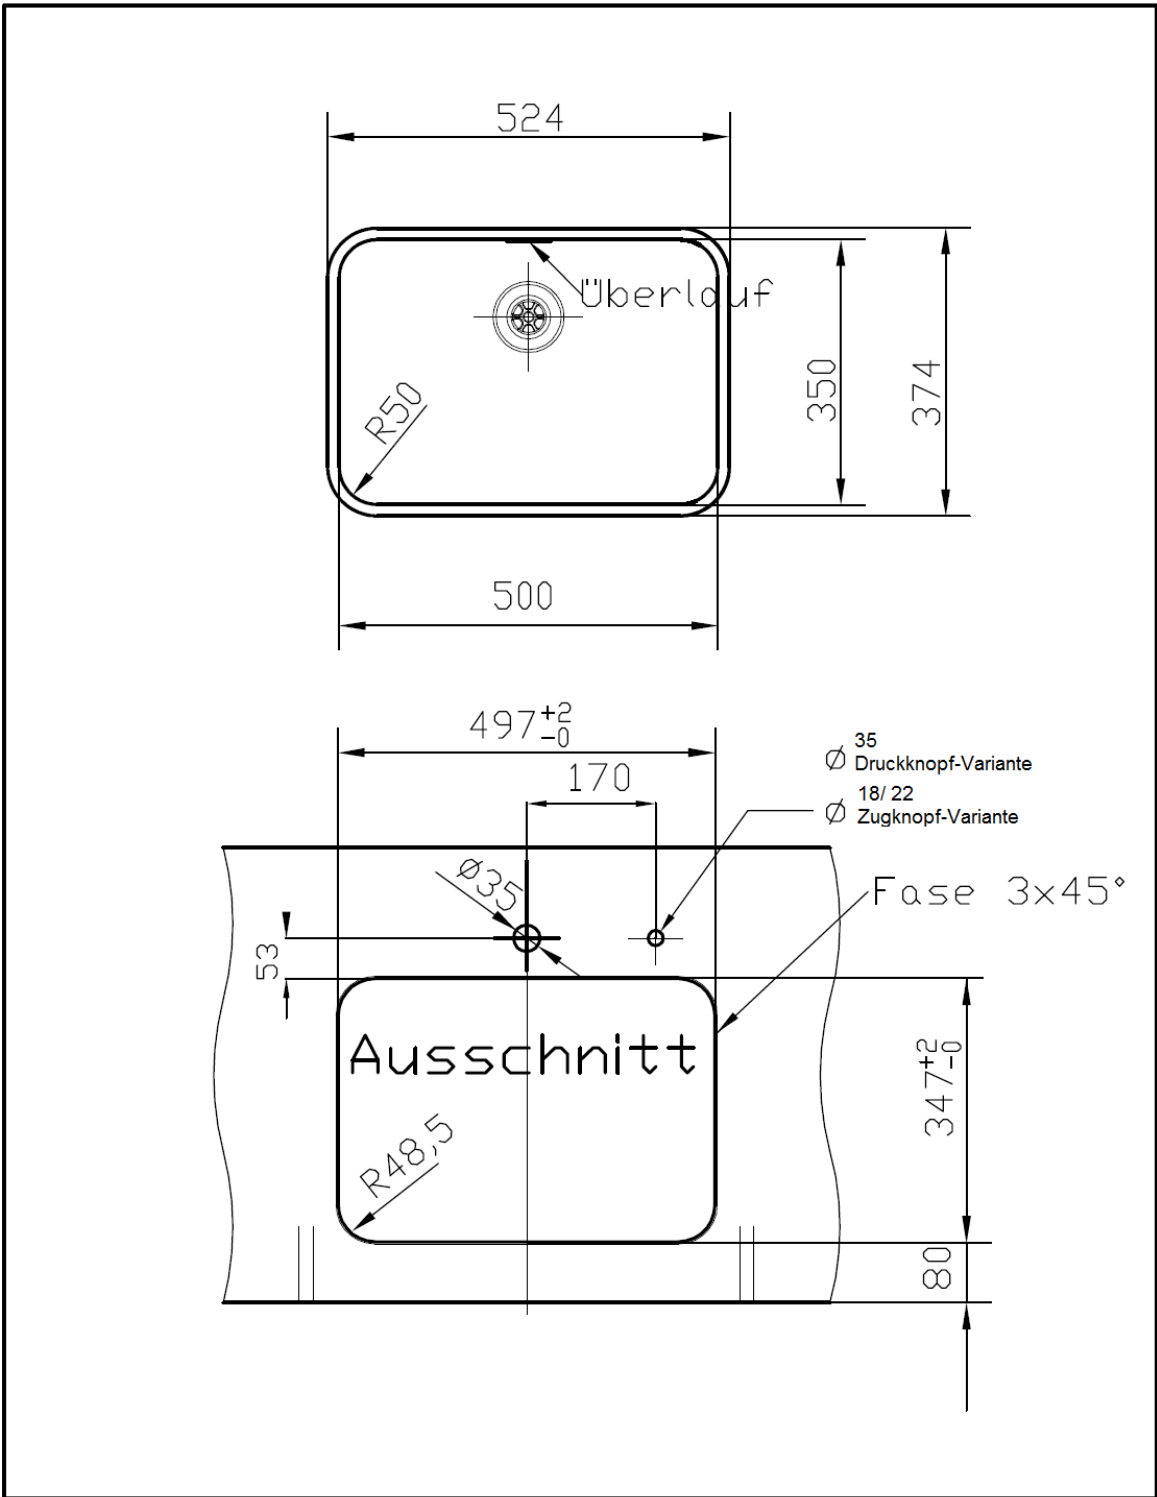 524
Überlauf
R50
350
374
500
497 +2 -0
170
Ø 35
Druckknopf-Variante
Ø 18/ 22
Zugknopf-Variante
Ø35
Fase 3x45°
53
Ausschnitt
347 +2 -0
R48,5
80